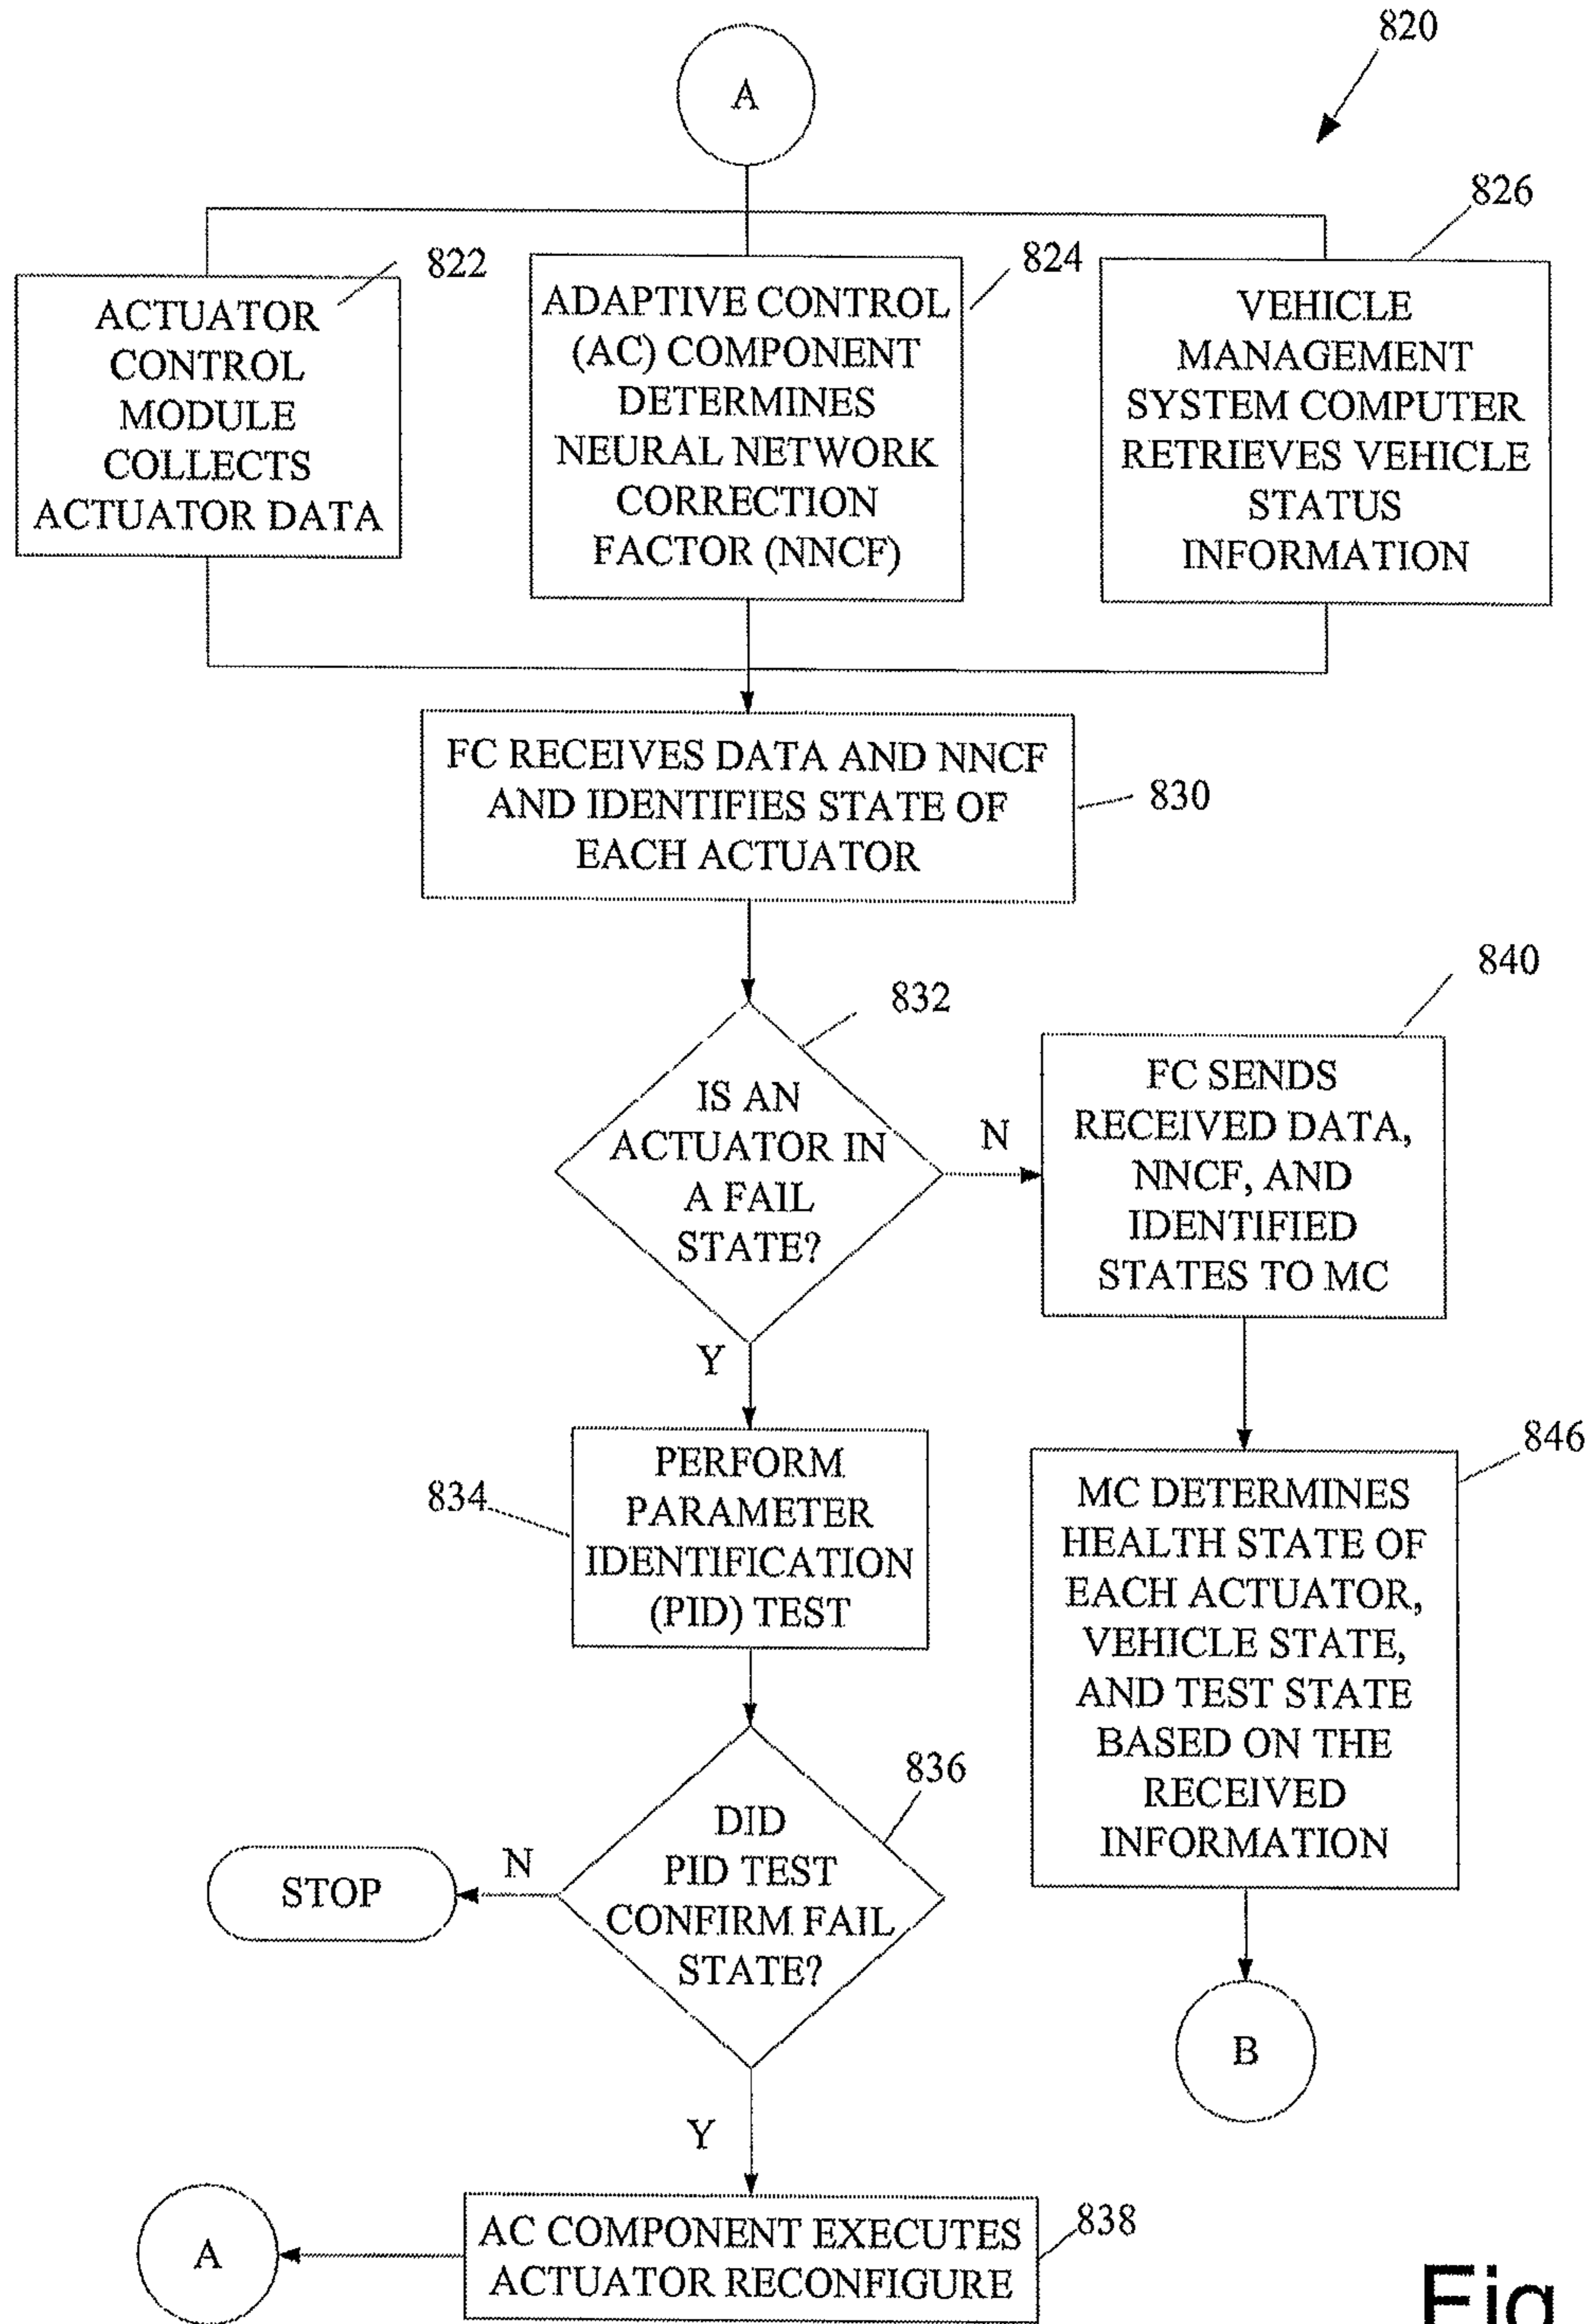 820
A
826
822
824
ACTUATOR
CONTROL
MODULE
COLLECTS
ACTUATOR DATA
ADAPTIVE CONTROL
(AC) COMPONENT
DETERMINES
NEURAL NETWORK
CORRECTION
FACTOR (NNCF)
VEHICLE
MANAGEMENT
SYSTEM COMPUTER
RETRIEVES VEHICLE
STATUS
INFORMATION
FC RECEIVES DATA AND NNCF
AND IDENTIFIES STATE OF
EACH ACTUATOR
830
832
IS AN
ACTUATOR IN
A FAIL
STATE?
N
840
FC SENDS
RECEIVED DATA,
NNCF, AND
IDENTIFIED
STATES TO MC
Y
834
PERFORM
PARAMETER
IDENTIFICATION
(PID) TEST
846
MC DETERMINES
HEALTH STATE OF
EACH ACTUATOR,
VEHICLE STATE,
AND TEST STATE
BASED ON THE
RECEIVED
INFORMATION
836
DID
PID TEST
CONFIRM FAIL
STATE?
N
STOP
B
Y
838
AC COMPONENT EXECUTES
ACTUATOR RECONFIGURE
A
Fig